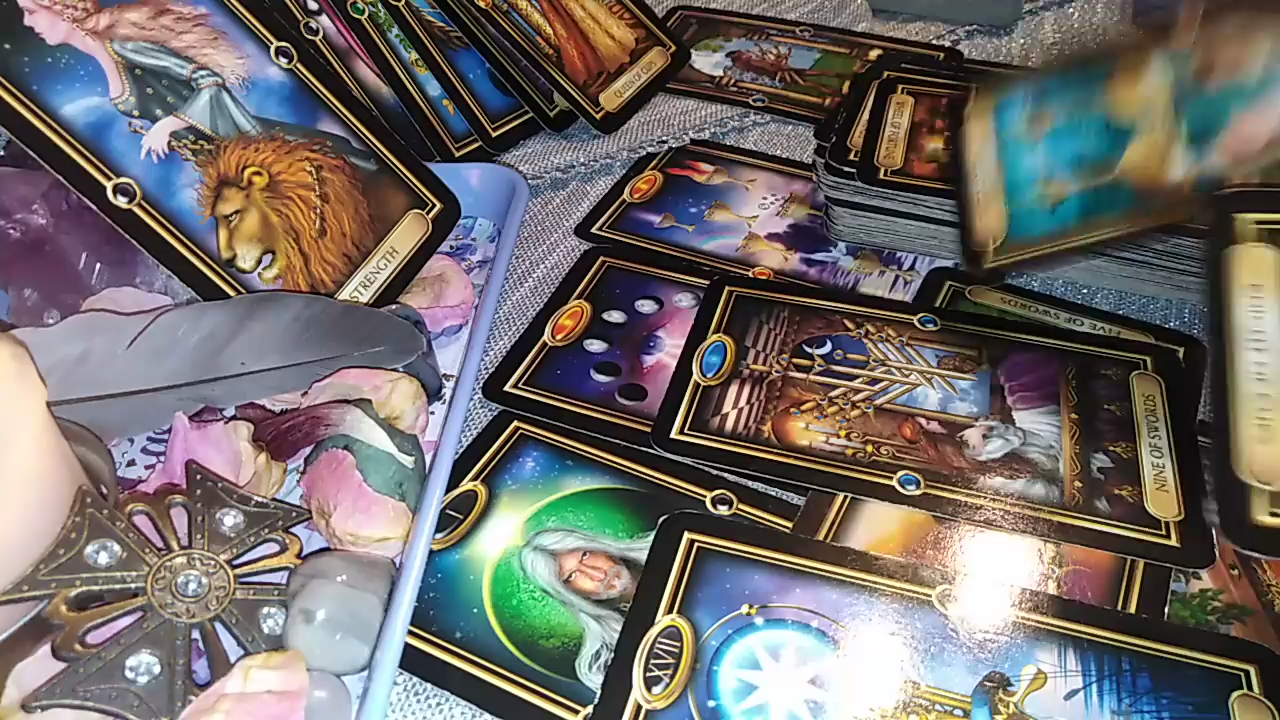 QUEEN OF CUPS
WHEEL OF FORTUNE
STRENGTH
FIVE OF SWORDS
NINE OF SWORDS
I
XVII